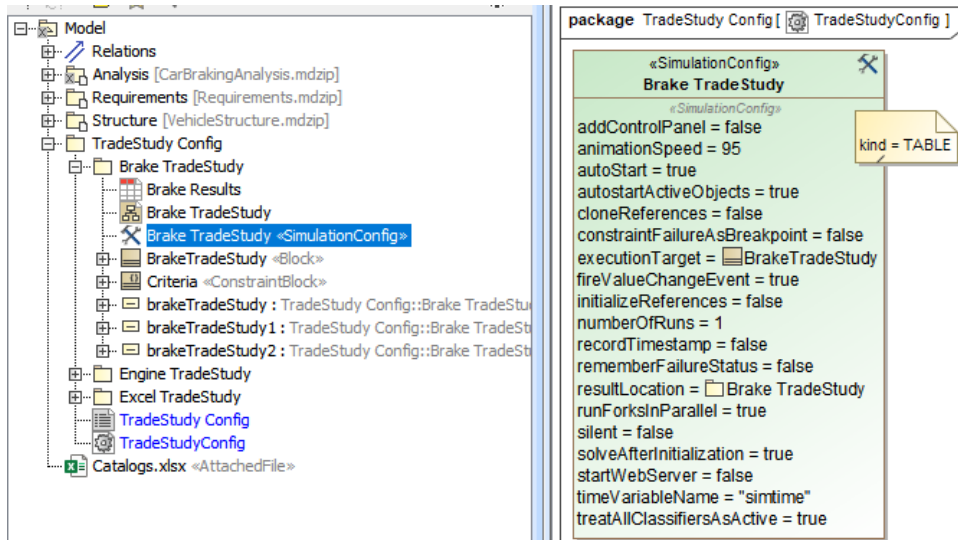 Model
Relations
Analysis [CarBrakingAnalysis.mdzip]
Requirements [Requirements.mdzip]
Structure [VehicleStructure.mdzip]
TradeStudy Config
Brake TradeStudy
Brake Results
Brake TradeStudy
Brake TradeStudy «SimulationConfig»
BrakeTradeStudy «Block»
Criteria «ConstraintBlock»
brakeTradeStudy : TradeStudy Config::Brake TradeStu
brakeTradeStudy1 : TradeStudy Config::Brake TradeSt
brakeTradeStudy2 : TradeStudy Config::Brake TradeSt
Engine TradeStudy
Excel TradeStudy
TradeStudy Config
TradeStudyConfig
Catalogs.xlsx «AttachedFile»
package TradeStudy Config[ TradeStudyConfig ]
«SimulationConfig»
Brake TradeStudy
«SimulationConfig»
addControlPanel = false
animationSpeed = 95
autoStart = true
autostartActiveObjects = true
cloneReferences = false
constraintFailureAsBreakpoint = false
executionTarget = BrakeTradeStudy
fireValueChangeEvent = true
initializeReferences = false
numberOfRuns = 1
recordTimestamp = false
rememberFailureStatus = false
resultLocation = Brake TradeStudy
runForksInParallel = true
silent = false
solveAfterInitialization = true
startWebServer = false
timeVariableName = "simtime"
treatAllClassifiersAsActive = true
kind = TABLE